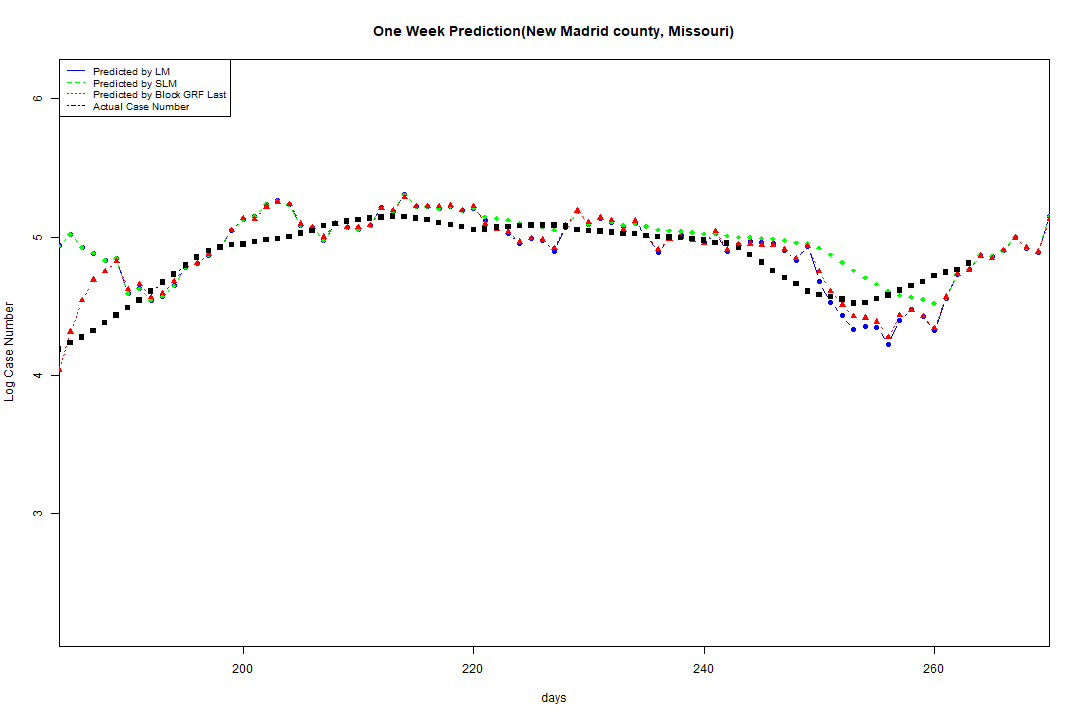 One Week Prediction(New Madrid county, Missouri)
Predicted by LM
Predicted by SLM
Predicted by Block GRF Last
Actual Case Number
6
5
4
3
Log Case Number
200 220 240 260
days